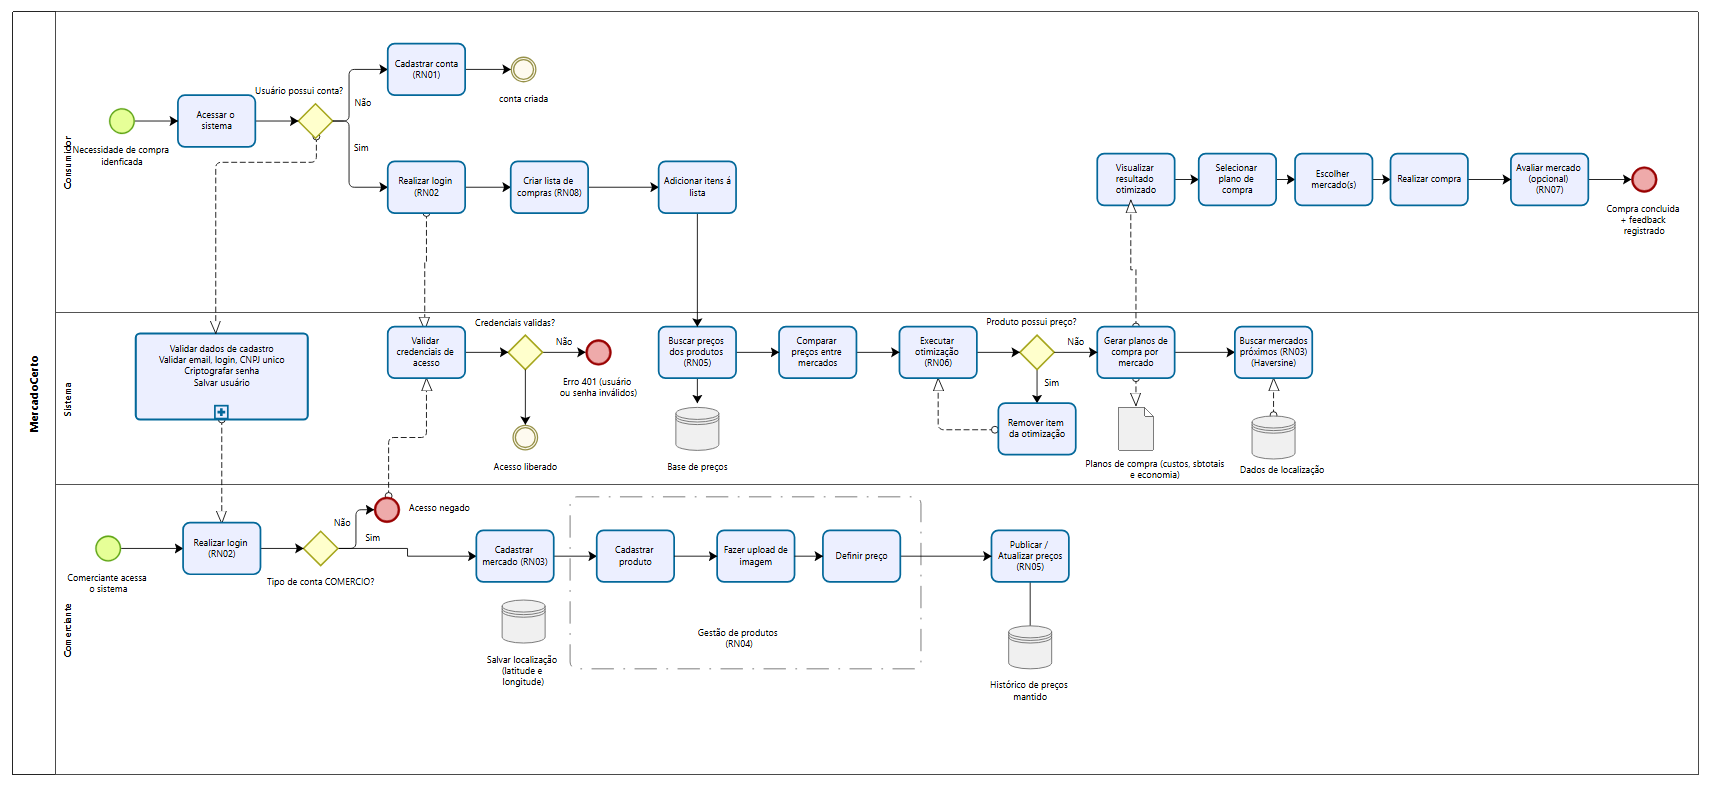 MercadoCerto
Consumidor
Necessidade de compra
idenficada
Acessar o
sistema
Usuário possui conta?
Não
Sim
Cadastrar conta
(RN01)
conta criada
Realizar login
(RN02
Criar lista de
compras (RN08)
Adicionar itens á
lista
Visualizar
resultado
otimizado
Selecionar
plano de
compra
Escolher
mercado(s)
Realizar compra
Avaliar mercado
(opcional)
(RN07)
Compra concluida
+ feedback
registrado
Sistema
Validar dados de cadastro
Validar email, login, CNPJ unico
Criptografar senha
Salvar usuário
Validar
credenciais de
acesso
Credenciais validas?
Não
Erro 401 (usuário
ou senha inválidos)
Acesso liberado
Buscar preços
dos produtos
(RN05)
Base de preços
Comparar
preços entre
mercados
Executar
otimização
(RN06)
Produto possui preço?
Não
Sim
Remover item
da otimização
Gerar planos de
compra por
mercado
Planos de compra (custos, sbtotais
e economia)
Buscar mercados
próximos (RN03)
(Haversine)
Dados de localização
Comerciante
Comerciante acessa
o sistema
Realizar login
(RN02)
Tipo de conta COMERCIO?
Não
Sim
Acesso negado
Cadastrar
mercado (RN03)
Salvar localização
(latitude e
longitude)
Cadastrar
produto
Fazer upload de
imagem
Definir preço
Gestão de produtos
(RN04)
Publicar /
Atualizar preços
(RN05)
Histórico de preços
mantido